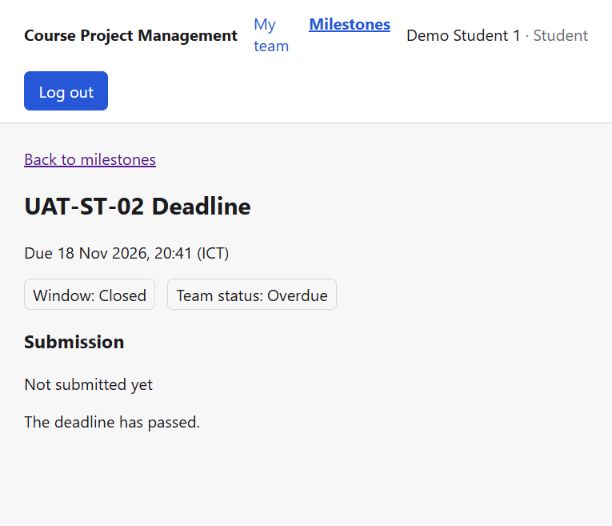 Course Project Management
My team
Milestones
Demo Student 1 · Student
Log out
Back to milestones
UAT-ST-02 Deadline
Due 18 Nov 2026, 20:41 (ICT)
Window: Closed
Team status: Overdue
Submission
Not submitted yet
The deadline has passed.